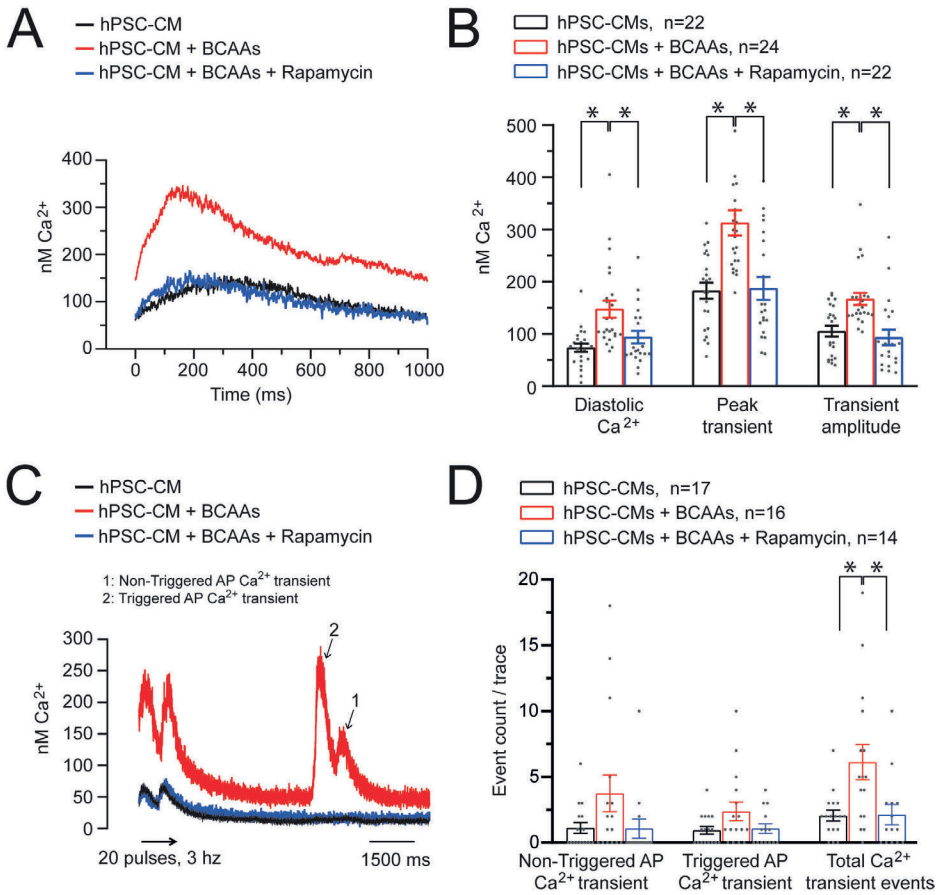 A
hPSC-CM
hPSC-CM + BCAAs
hPSC-CM + BCAAs + Rapamycin
nM Ca2+
400
300
200
100
0
0 200 400 600 800 1000
Time (ms)
B
hPSC-CMs, n=22
hPSC-CMs + BCAAs, n=24
hPSC-CMs + BCAAs + Rapamycin, n=22
nM Ca2+
500
400
300
200
100
0
* * * * * *
Diastolic Ca2+
Peak transient
Transient amplitude
C
hPSC-CM
hPSC-CM + BCAAs
hPSC-CM + BCAAs + Rapamycin
1: Non-Triggered AP Ca2+ transient
2: Triggered AP Ca2+ transient
nM Ca2+
300
250
200
150
100
50
0
2
1
20 pulses, 3 hz
1500 ms
D
hPSC-CMs, n=17
hPSC-CMs + BCAAs, n=16
hPSC-CMs + BCAAs + Rapamycin, n=14
Event count / trace
20
15
10
5
0
* *
Non-Triggered AP
Ca2+ transient
Triggered AP
Ca2+ transient
Total Ca2+
transient events